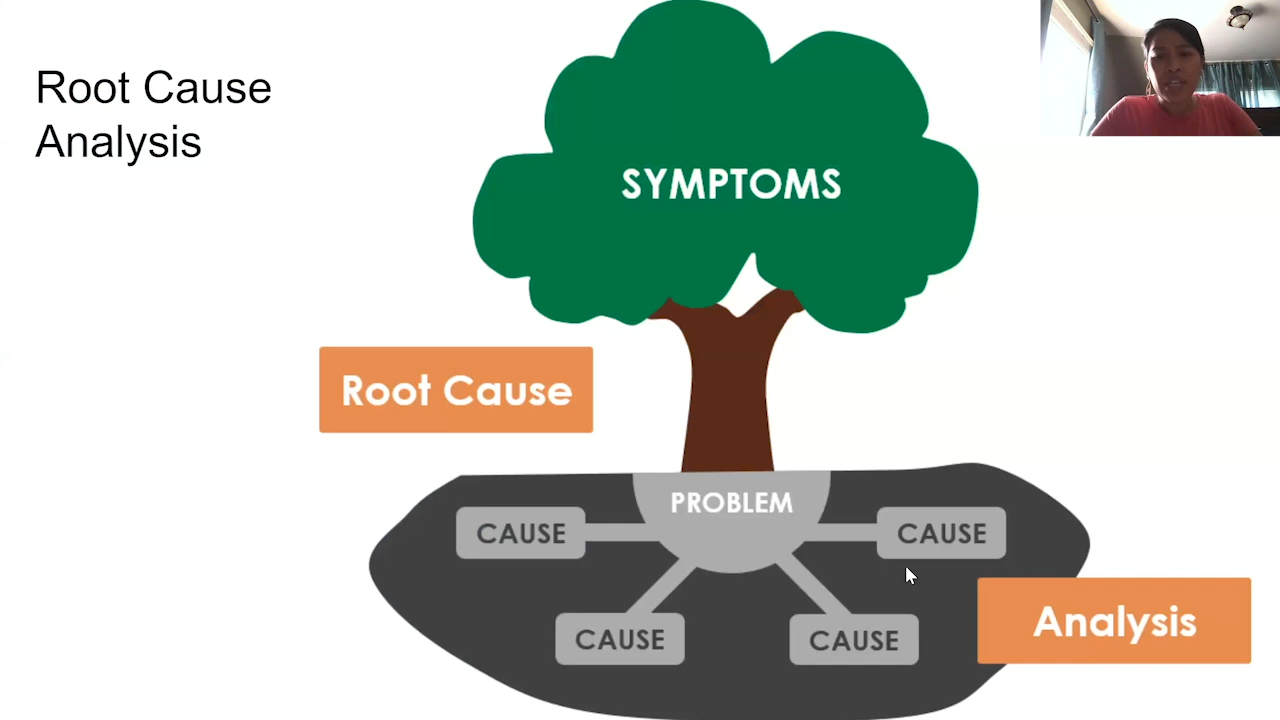 Root Cause
Analysis
SYMPTOMS
Root Cause
PROBLEM
CAUSE
CAUSE
CAUSE
CAUSE
Analysis